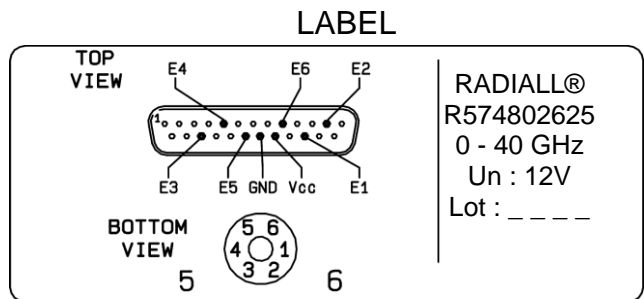 LABEL
TOP
VIEW
E4 E6 E2
1
E3 E5 GND Vcc E1
BOTTOM
VIEW
5 6
4 1
3 2
5 6
RADIALL®
R574802625
0 - 40 GHz
Un : 12V
Lot : _ _ _ _